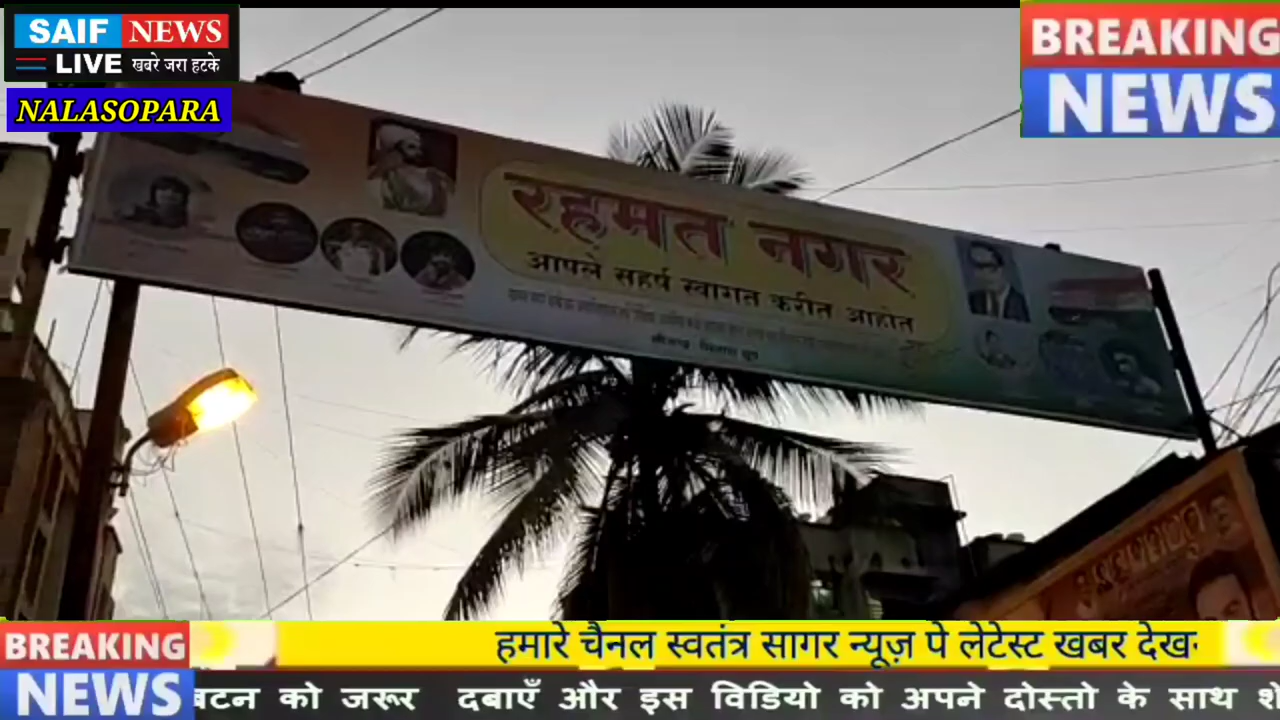 SAIF NEWS
LIVE खबरे जरा हटके
NALASOPARA
BREAKING
NEWS
रहमत नगर
आपले सहर्ष स्वागत करीत आहोत
BREAKING
NEWS
हमारे चैनल स्वतंत्र सागर न्यूज़ पे लेटेस्ट खबर देख
बटन को जरूर दबाएँ और इस विडियो को अपने दोस्तो के साथ शे